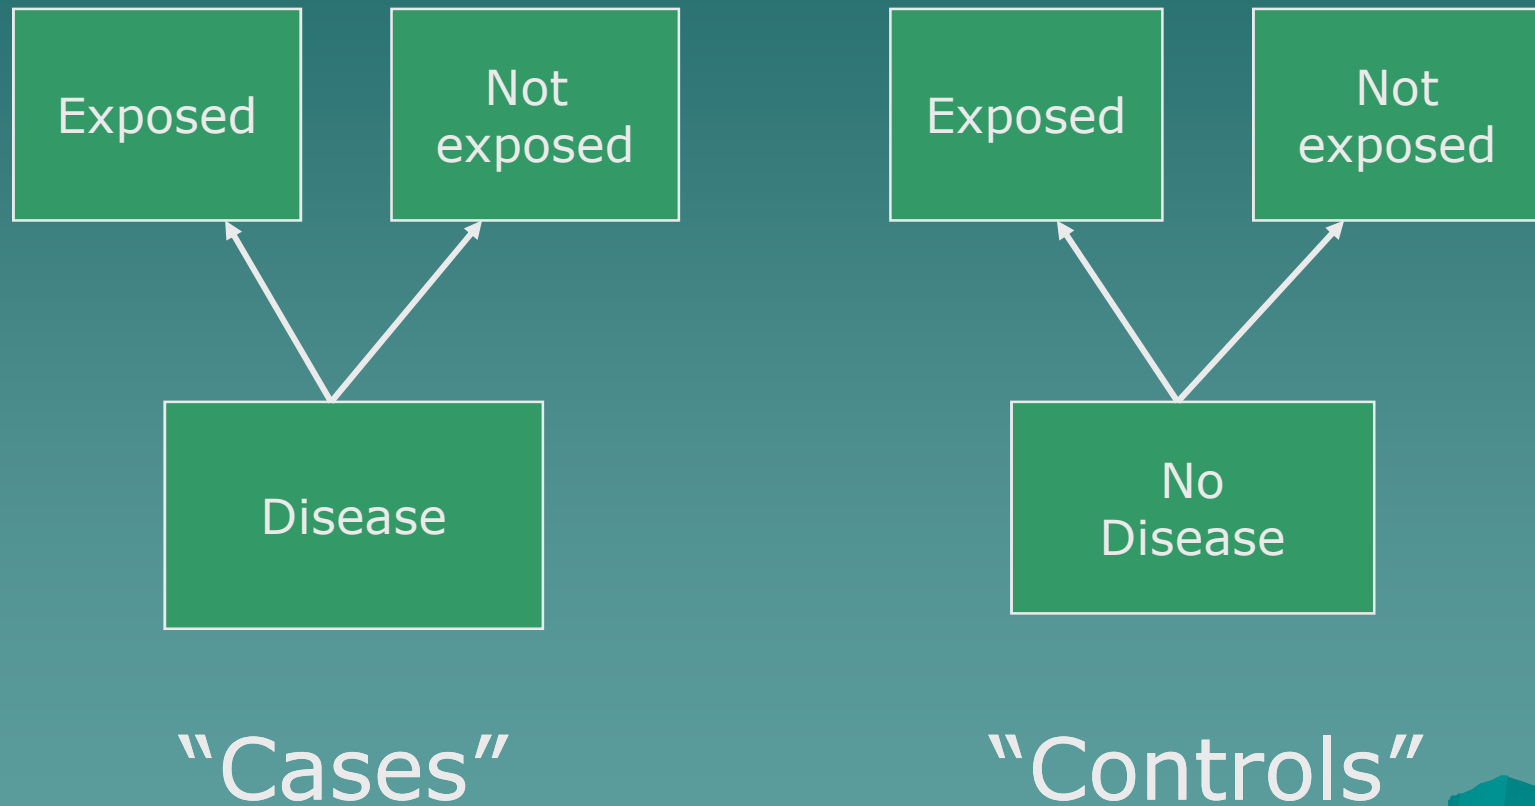 Exposed
Not
exposed
Exposed
Not
exposed
Disease
No
Disease
“Cases”
“Controls”